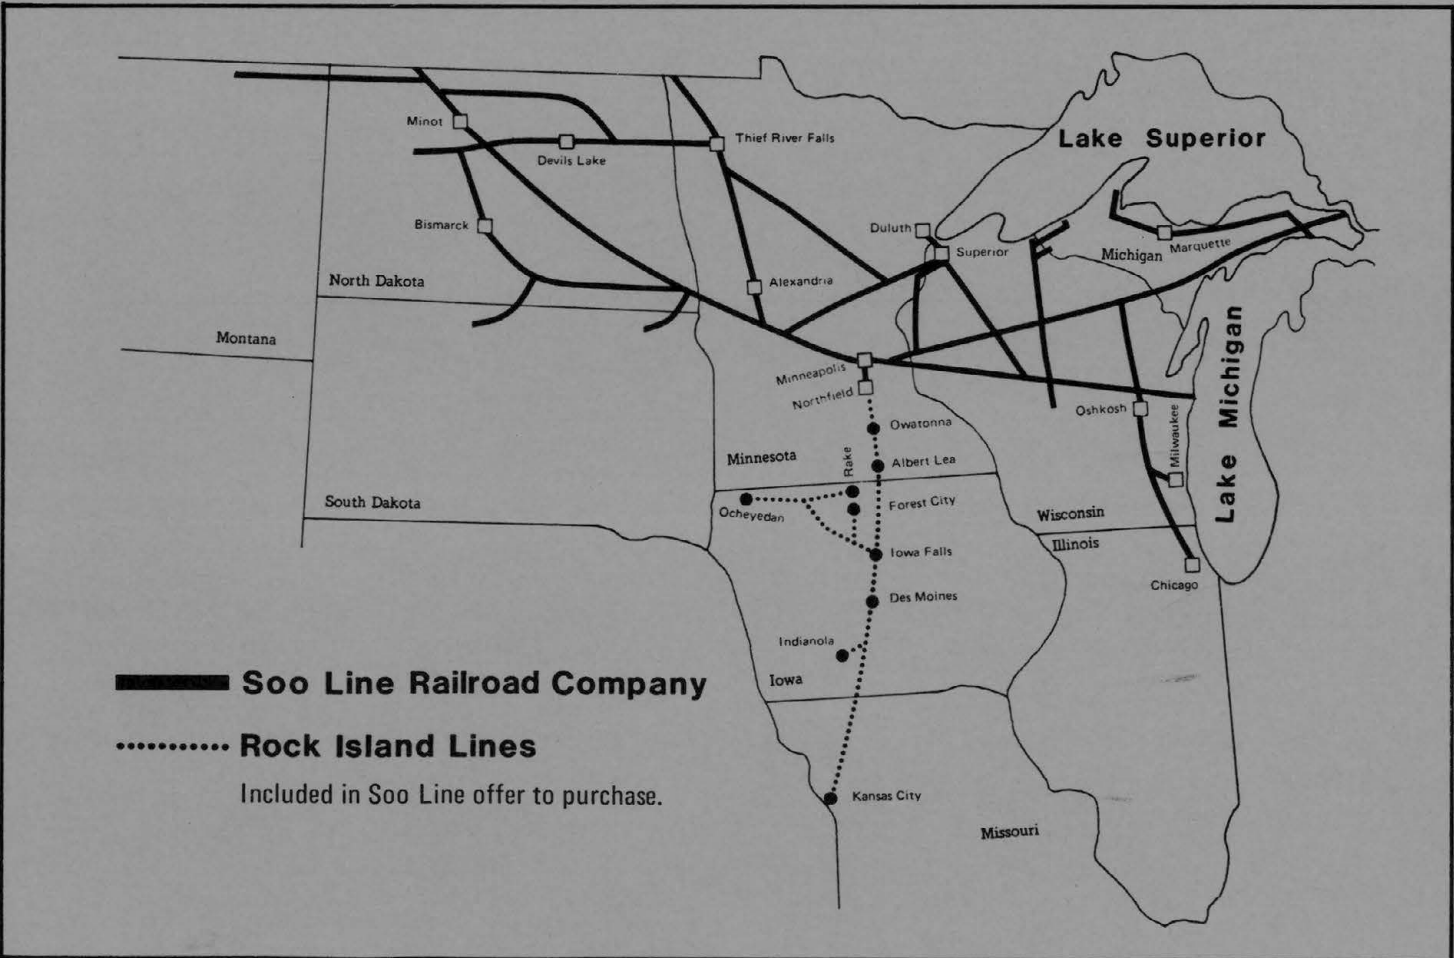 Minot
Devils Lake
Thief River Falls
Lake Superior
Bismarck
Duluth
Superior
Michigan
Marquette
North Dakota
Alexandria
Montana
Minneapolis
Northfield
Lake Michigan
Oshkosh
Milwaukee
Owatonna
Minnesota
Rake
Albert Lea
South Dakota
Ocheyedan
Forest City
Wisconsin
Illinois
Iowa Falls
Chicago
Des Moines
Indianola
Iowa
Soo Line Railroad Company
Rock Island Lines
Included in Soo Line offer to purchase.
Kansas City
Missouri